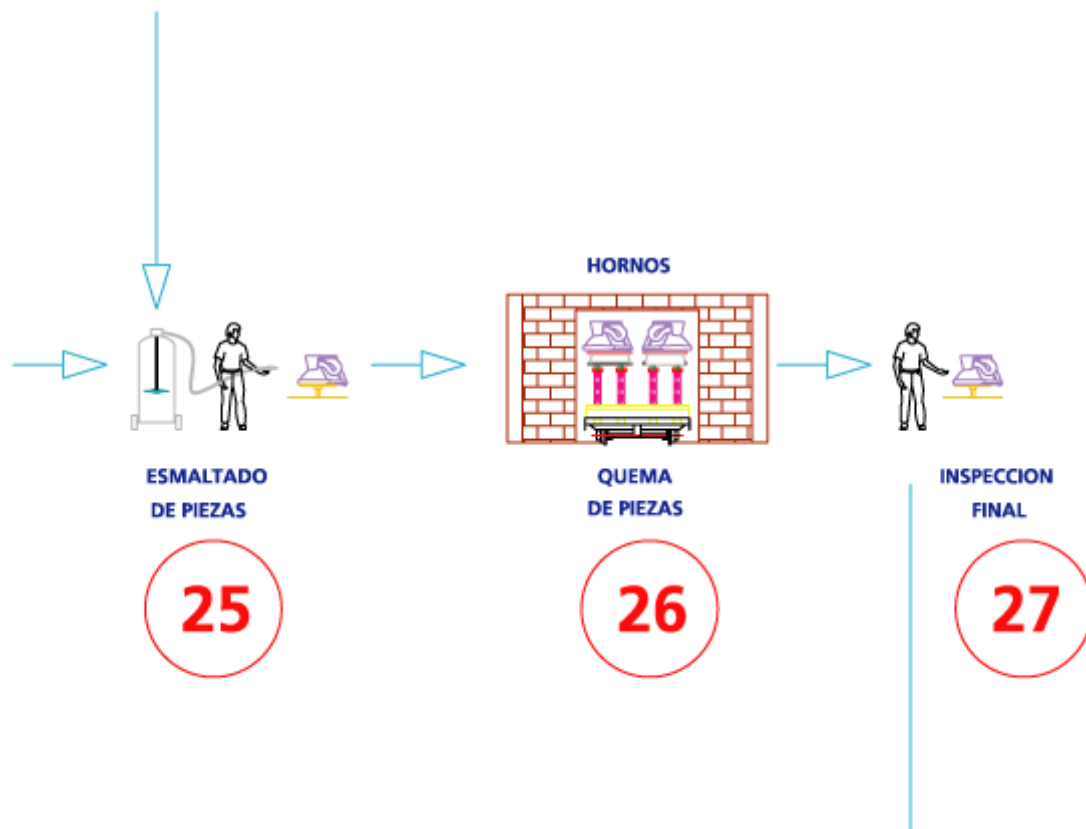 HORNOS
ESMALTADO
DE PIEZAS
25
QUEMA
DE PIEZAS
26
INSPECCION
FINAL
27